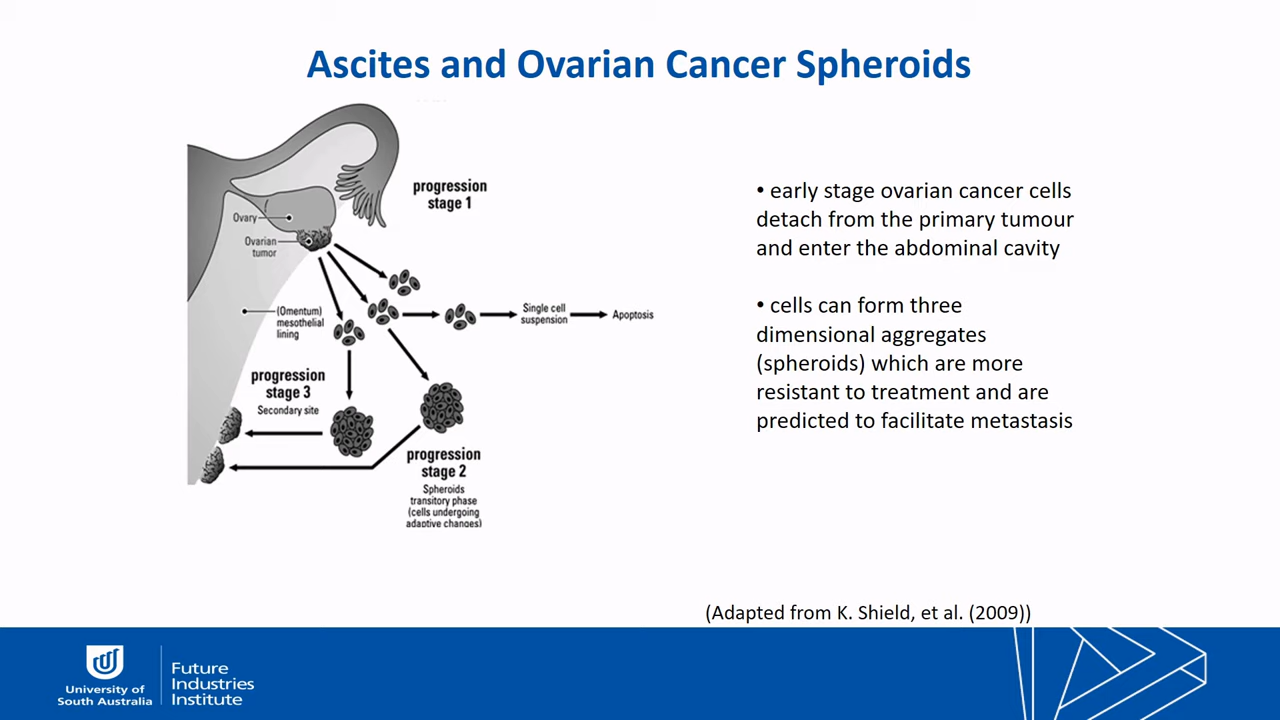 Ascites and Ovarian Cancer Spheroids
progression
stage 1
Ovary
Ovarian
tumor
(Omentum)
mesothelial
lining
Single cell
suspension
Apoptosis
progression
stage 3
Secondary site
progression
stage 2
Spheroids
transitory phase
(cells undergoing
adaptive changes)
• early stage ovarian cancer cells
detach from the primary tumour
and enter the abdominal cavity
• cells can form three
dimensional aggregates
(spheroids) which are more
resistant to treatment and are
predicted to facilitate metastasis
(Adapted from K. Shield, et al. (2009))
University of
South Australia
Future
Industries
Institute